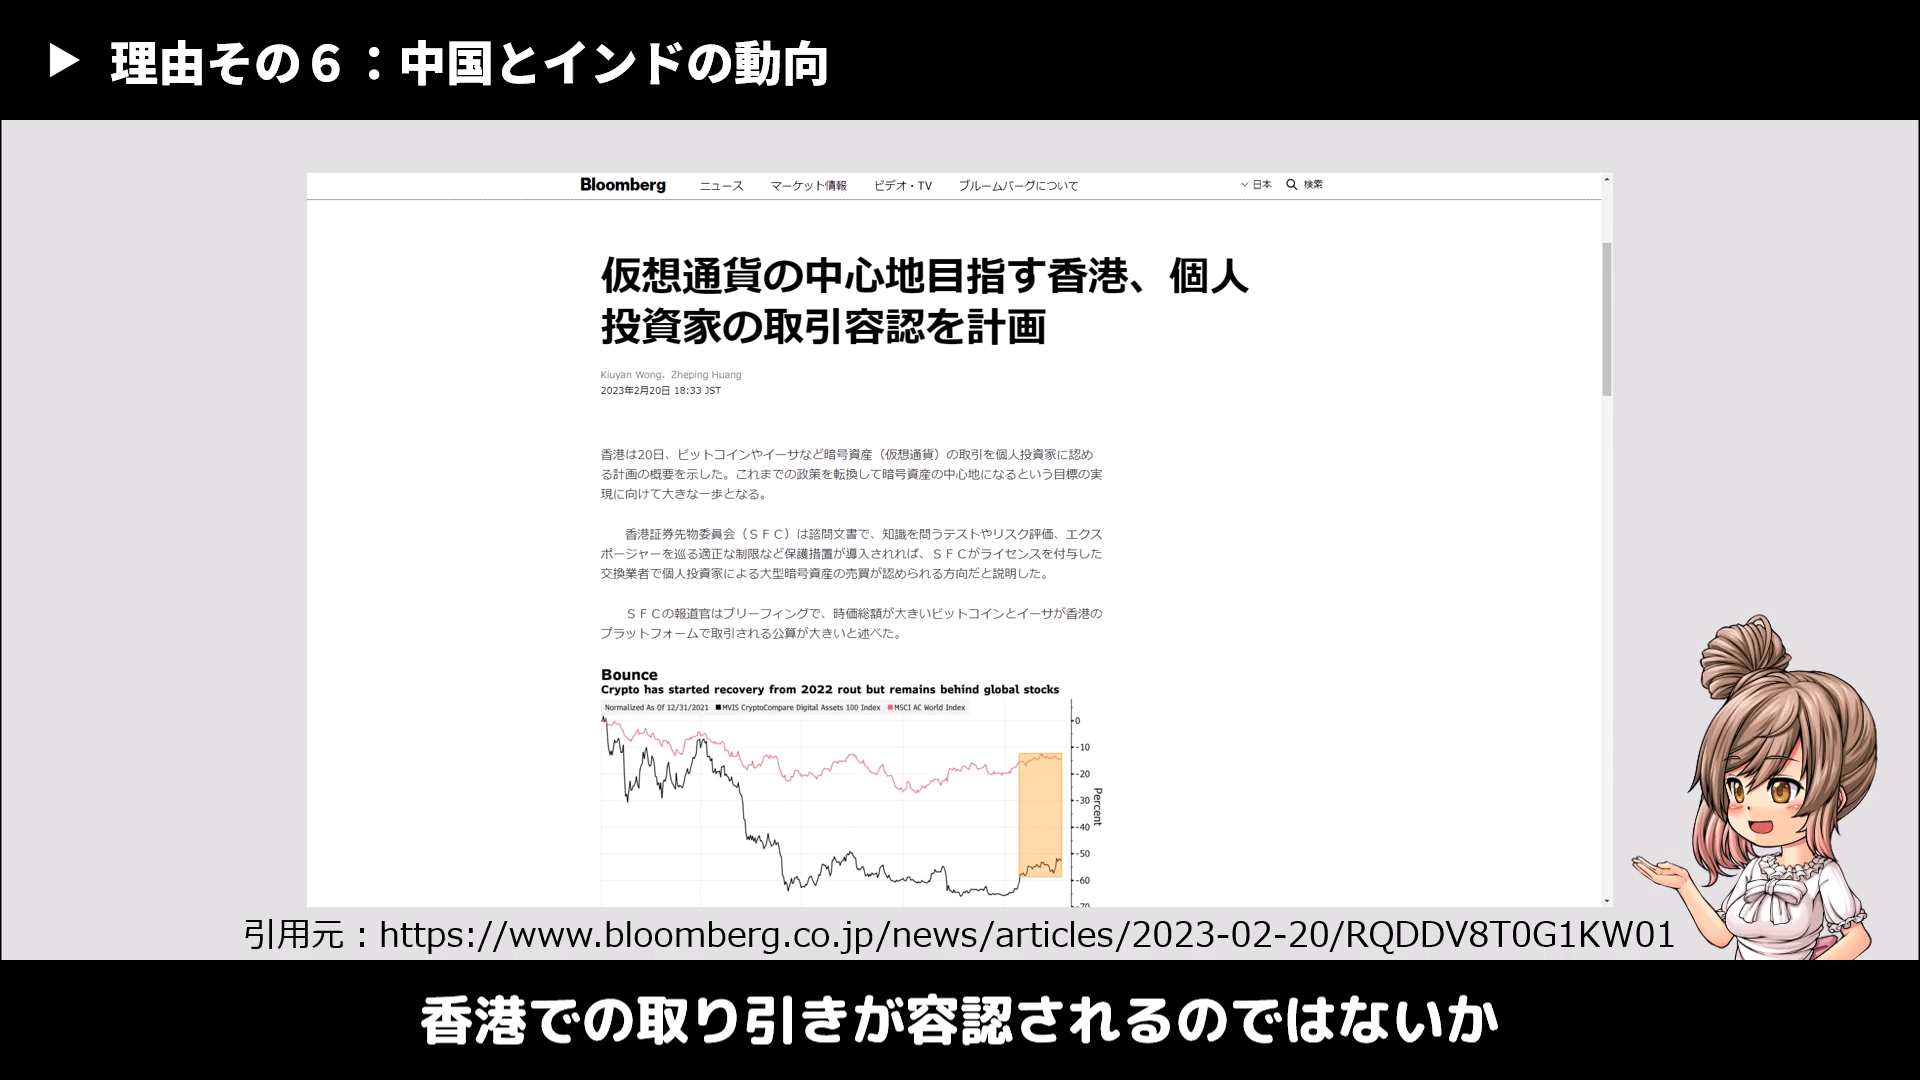 ▶ 理由その６：中国とインドの動向
Bloomberg ニュース マーケット情報 ビデオ・TV ブルームバーグについて 日本 検索
仮想通貨の中心地目指す香港、個人
投資家の取引容認を計画
Kiuyan Wong、Zheping Huang
2023年2月20日 18:33 JST
香港は20日、ビットコインやイーサなど暗号資産（仮想通貨）の取引を個人投資家に認め
る計画の概要を示した。これまでの政策を転換して暗号資産の中心地になるという目標の実
現に向けて大きな一歩となる。
香港証券先物委員会（ＳＦＣ）は諮問文書で、知識を問うテストやリスク評価、エクス
ポージャーを巡る適正な制限など保護措置が導入されれば、ＳＦＣがライセンスを付与した
交換業者で個人投資家による大型暗号資産の売買が認められる方向だと説明した。
ＳＦＣの報道官はブリーフィングで、時価総額が大きいビットコインとイーサが香港の
プラットフォームで取引される公算が大きいと述べた。
Bounce
Crypto has started recovery from 2022 rout but remains behind global stocks
Normalized As Of 12/31/2021 MVIS CryptoCompare Digital Assets 100 Index MSCI AC World Index
0
-10
-20
-30
-40
-50
-60
-70
Percent
引用元：https://www.bloomberg.co.jp/news/articles/2023-02-20/RQDDV8T0G1KW01
香港での取り引きが容認されるのではないか